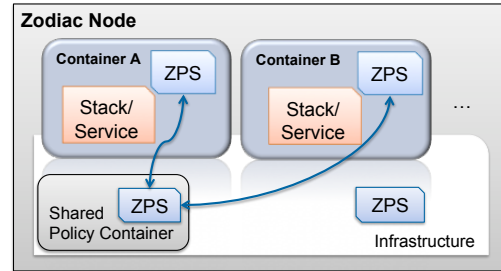 Zodiac Node
Container A
ZPS
Stack/
Service
Container B
ZPS
Stack/
Service
...
Shared
Policy Container
ZPS
ZPS
Infrastructure